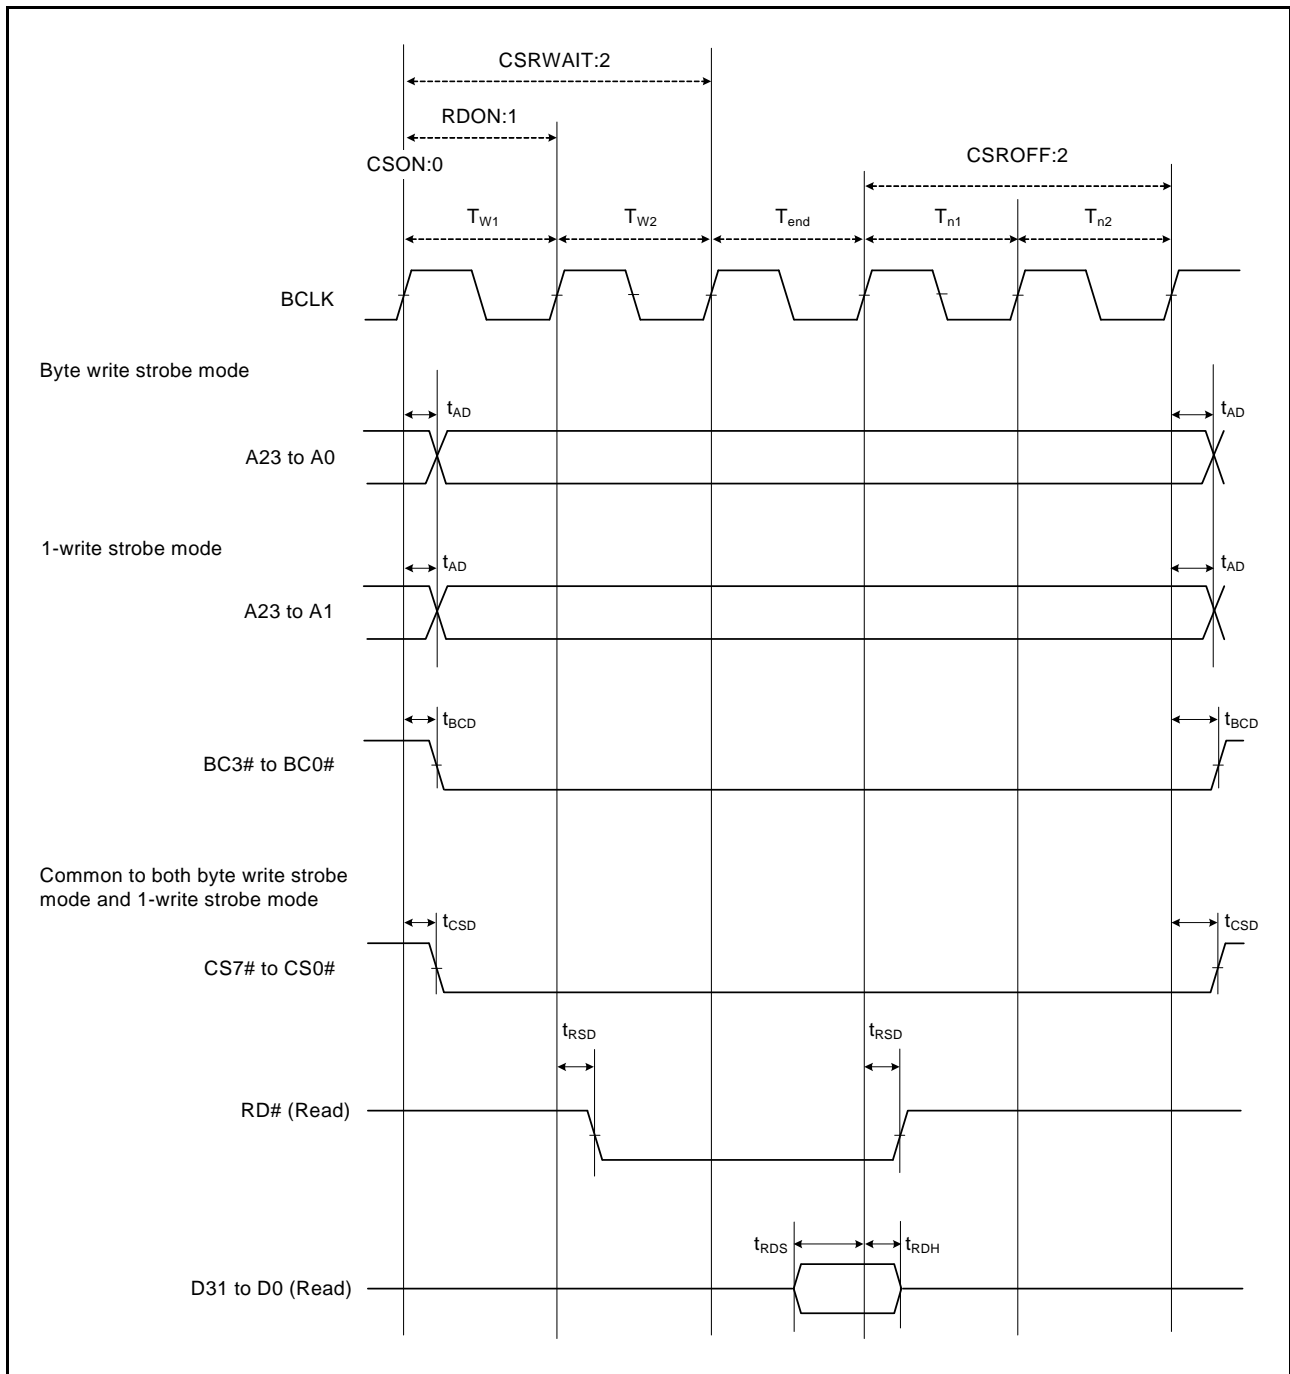 CSRWAIT:2
RDON:1
CSON:0
CSROFF:2
TW1
TW2
Tend
Tn1
Tn2
BCLK
Byte write strobe mode
tAD
tAD
A23 to A0
1-write strobe mode
tAD
tAD
A23 to A1
tBCD
tBCD
BC3# to BC0#
Common to both byte write strobe
mode and 1-write strobe mode
tCSD
tCSD
CS7# to CS0#
tRSD
tRSD
RD# (Read)
tRDS
tRDH
D31 to D0 (Read)